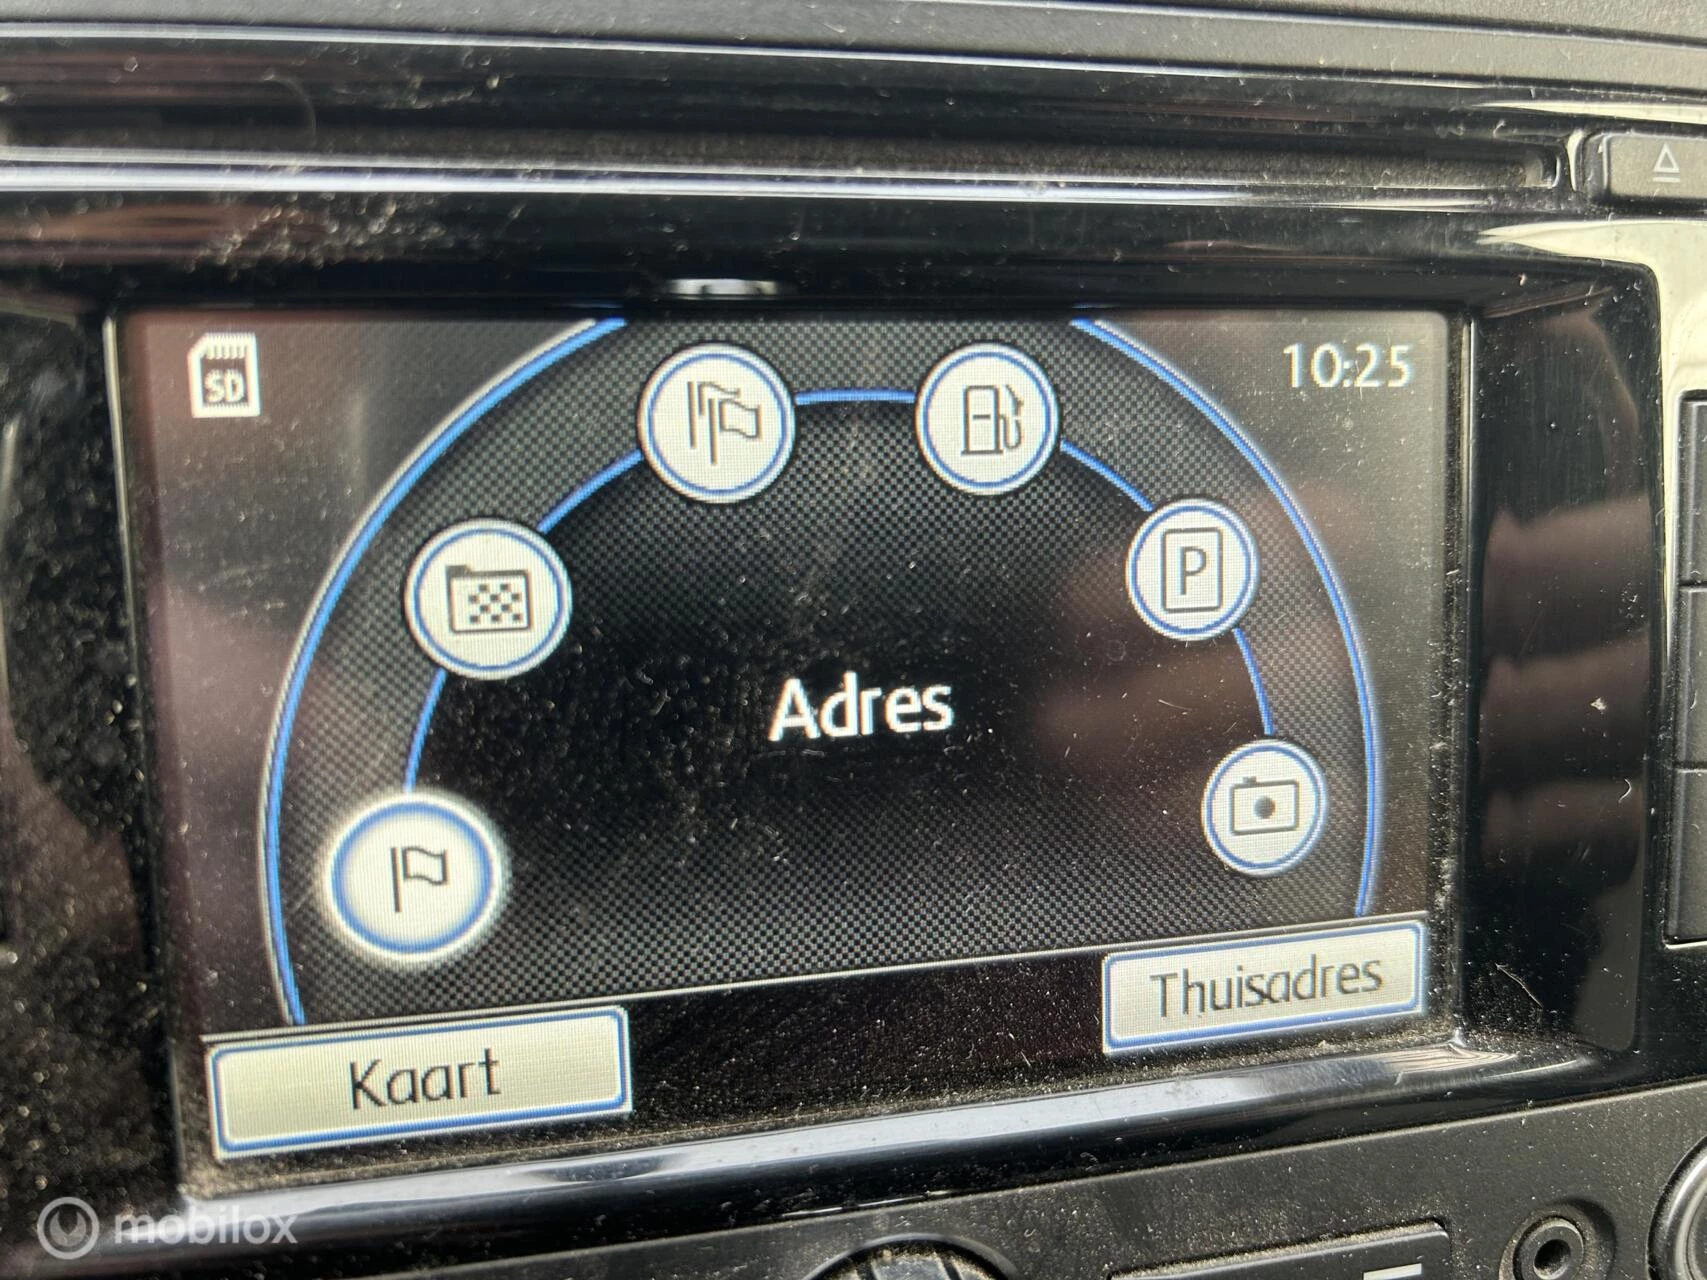 SD
10:25
P
Adres
Thuisadres
Kaart
mobilox